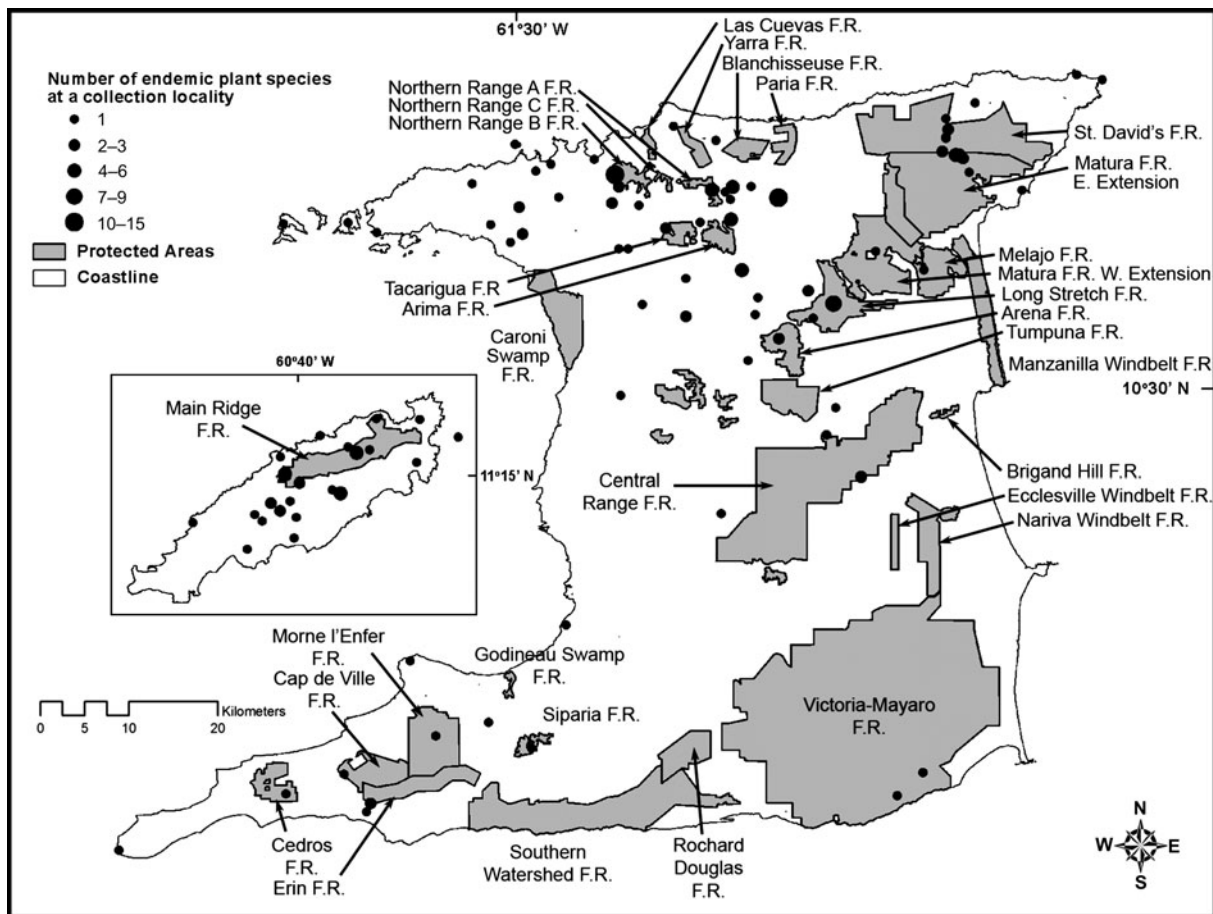 61°30' W
Number of endemic plant species
at a collection locality
1
2–3
4–6
7–9
10–15
Protected Areas
Coastline
Las Cuevas F.R.
Yarra F.R.
Blanchisseuse F.R.
Paria F.R.
Northern Range A F.R.
Northern Range C F.R.
Northern Range B F.R.
St. David's F.R.
Matura F.R.
E. Extension
Melajo F.R.
Matura F.R. W. Extension
Long Stretch F.R.
Arena F.R.
Tumpuna F.R.
Manzanilla Windbelt F.R.
Tacarigua F.R
Arima F.R.
Caroni
Swamp
F.R.
10°30' N
60°40' W
Main Ridge
F.R.
11°15' N
Central
Range F.R.
Brigand Hill F.R.
Ecclesville Windbelt F.R.
Nariva Windbelt F.R.
Morne l'Enfer
F.R.
Cap de Ville
F.R.
Godineau Swamp
F.R.
Siparia F.R.
Victoria-Mayaro
F.R.
0 5 10 20 Kilometers
Cedros
F.R.
Erin F.R.
Southern
Watershed F.R.
Rochard
Douglas
F.R.
N
W E
S